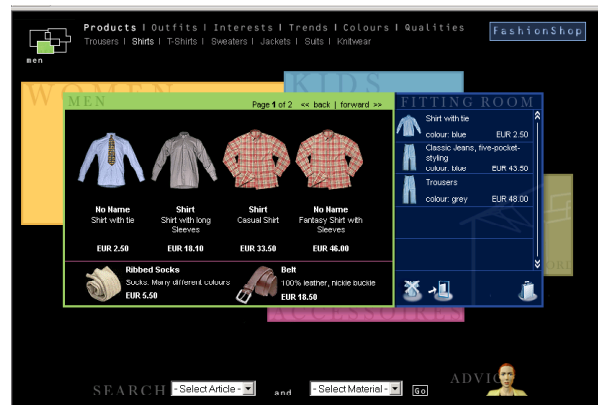 Products | Outfits | Interests | Trends | Colours | Qualities
FashionShop
Trousers | Shirts | T-Shirts | Sweaters | Jackets | Suits | Knitwear
men
WOMEN
KIDS
MEN
Page 1 of 2 << back | forward >>
FITTING ROOM
Shirt with tie
colour: blue EUR 2.50
Classic Jeans, five-pocket-
styling
colour: blue EUR 43.50
Trousers
colour: grey EUR 48.00
No Name
Shirt with tie
EUR 2.50
Shirt
Shirt with long
Sleeves
EUR 18.10
Shirt
Casual Shirt
EUR 33.50
No Name
Fantasy Shirt with
Sleeves
EUR 46.00
Ribbed Socks
Socks. Many different colours
EUR 5.50
Belt
100% leather, nickle buckle
EUR 18.50
ACCESSOIRES
SEARCH - Select Article - and - Select Material - Go